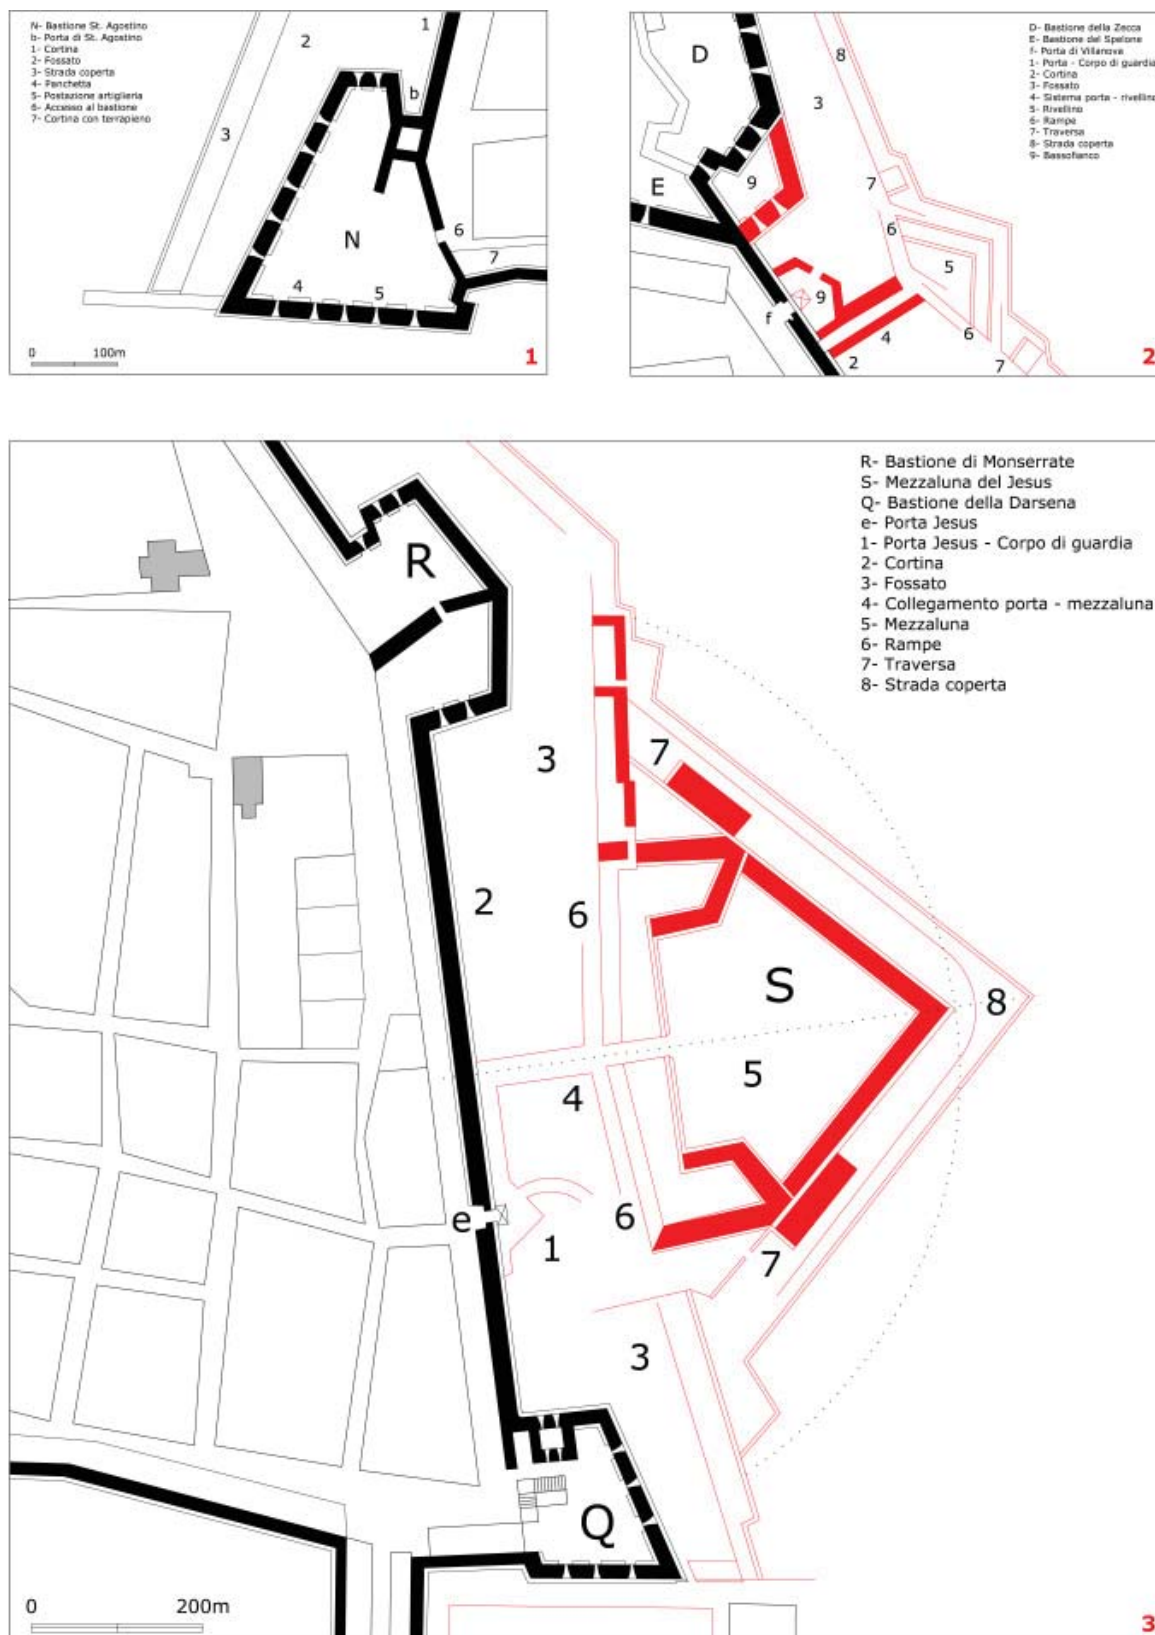 N- Bastione St. Agostino
b- Porta di St. Agostino
1- Cortina
2- Fossato
3- Strada coperta
4- Panchetta
5- Postazione artiglieria
6- Accesso al bastione
7- Cortina con terrapieno
2
1
b
3
N
6
7
4
5
0 100m
1
D- Bastione della Zecca
E- Bastione del Spelone
f- Porta di Villanova
1- Porta - Corpo di guardia
2- Cortina
3- Fossato
4- Sistema porta - rivellino
5- Rivellino
6- Rampe
7- Traversa
8- Strada coperta
9- Bassofianco
D
8
3
9
7
E
6
5
9
f
4
6
2
7
2
R- Bastione di Monserrate
S- Mezzaluna del Jesus
Q- Bastione della Darsena
e- Porta Jesus
1- Porta Jesus - Corpo di guardia
2- Cortina
3- Fossato
4- Collegamento porta - mezzaluna
5- Mezzaluna
6- Rampe
7- Traversa
8- Strada coperta
R
3
7
2
6
S
8
5
4
e
6
1
7
3
Q
0 200m
3